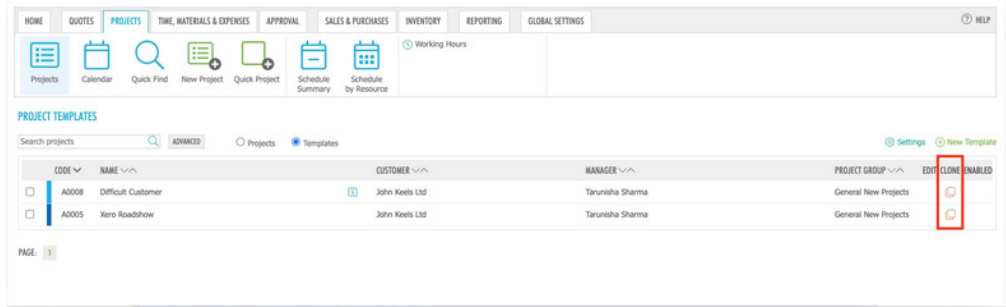 HOME QUOTES PROJECTS TIME, MATERIALS & EXPENSES APPROVAL SALES & PURCHASES INVENTORY REPORTING GLOBAL SETTINGS HELP
Projects Calendar Quick Find New Project Quick Project Schedule Summary Schedule by Resource Working Hours
PROJECT TEMPLATES
Search projects ADVANCED Projects Templates Settings New Template
CODE NAME CUSTOMER MANAGER PROJECT GROUP EDIT CLONE ENABLED
A0008 Difficult Customer John Keels Ltd Tarunisha Sharma General New Projects
A0005 Xero Roadshow John Keels Ltd Tarunisha Sharma General New Projects
PAGE: 1